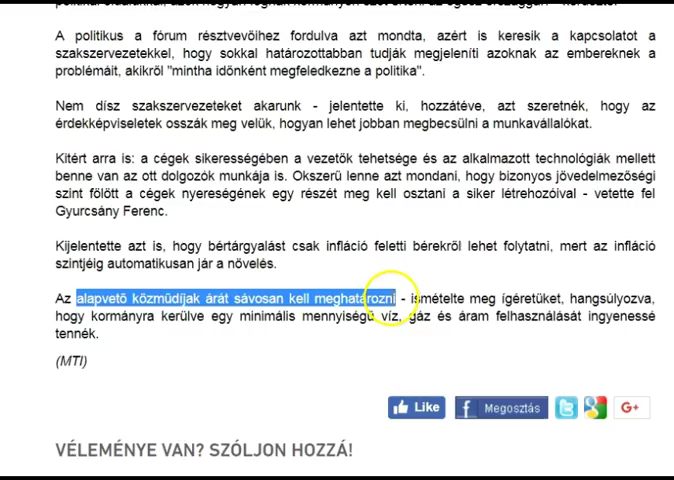 A politikus a fórum résztvevőihez fordulva azt mondta, azért is keresik a kapcsolatot a
szakszervezetekkel, hogy sokkal határozottabban tudják megjeleníti azoknak az embereknek a
problémáit, akikről "mintha időnként megfeledkezne a politika".
Nem dísz szakszervezeteket akarunk - jelentette ki, hozzátéve, azt szeretnék, hogy az
érdekképviseletek osszák meg velük, hogyan lehet jobban megbecsülni a munkavállalókat.
Kitért arra is: a cégek sikerességében a vezetők tehetsége és az alkalmazott technológiák mellett
benne van az ott dolgozók munkája is. Okszerű lenne azt mondani, hogy bizonyos jövedelmezőségi
szint fölött a cégek nyereségének egy részét meg kell osztani a siker létrehozóival - vetette fel
Gyurcsány Ferenc.
Kijelentette azt is, hogy bértárgyalást csak infláció feletti bérekről lehet folytatni, mert az infláció
szintjéig automatikusan jár a növelés.
Az alapvető közműdíjak árát sávosan kell meghatározni - ismételte meg ígéretüket, hangsúlyozva,
hogy kormányra kerülve egy minimális mennyiségű víz, gáz és áram felhasználását ingyenessé
tennék.
(MTI)
Like Megosztás G+
VÉLEMÉNYE VAN? SZÓLJON HOZZÁ!